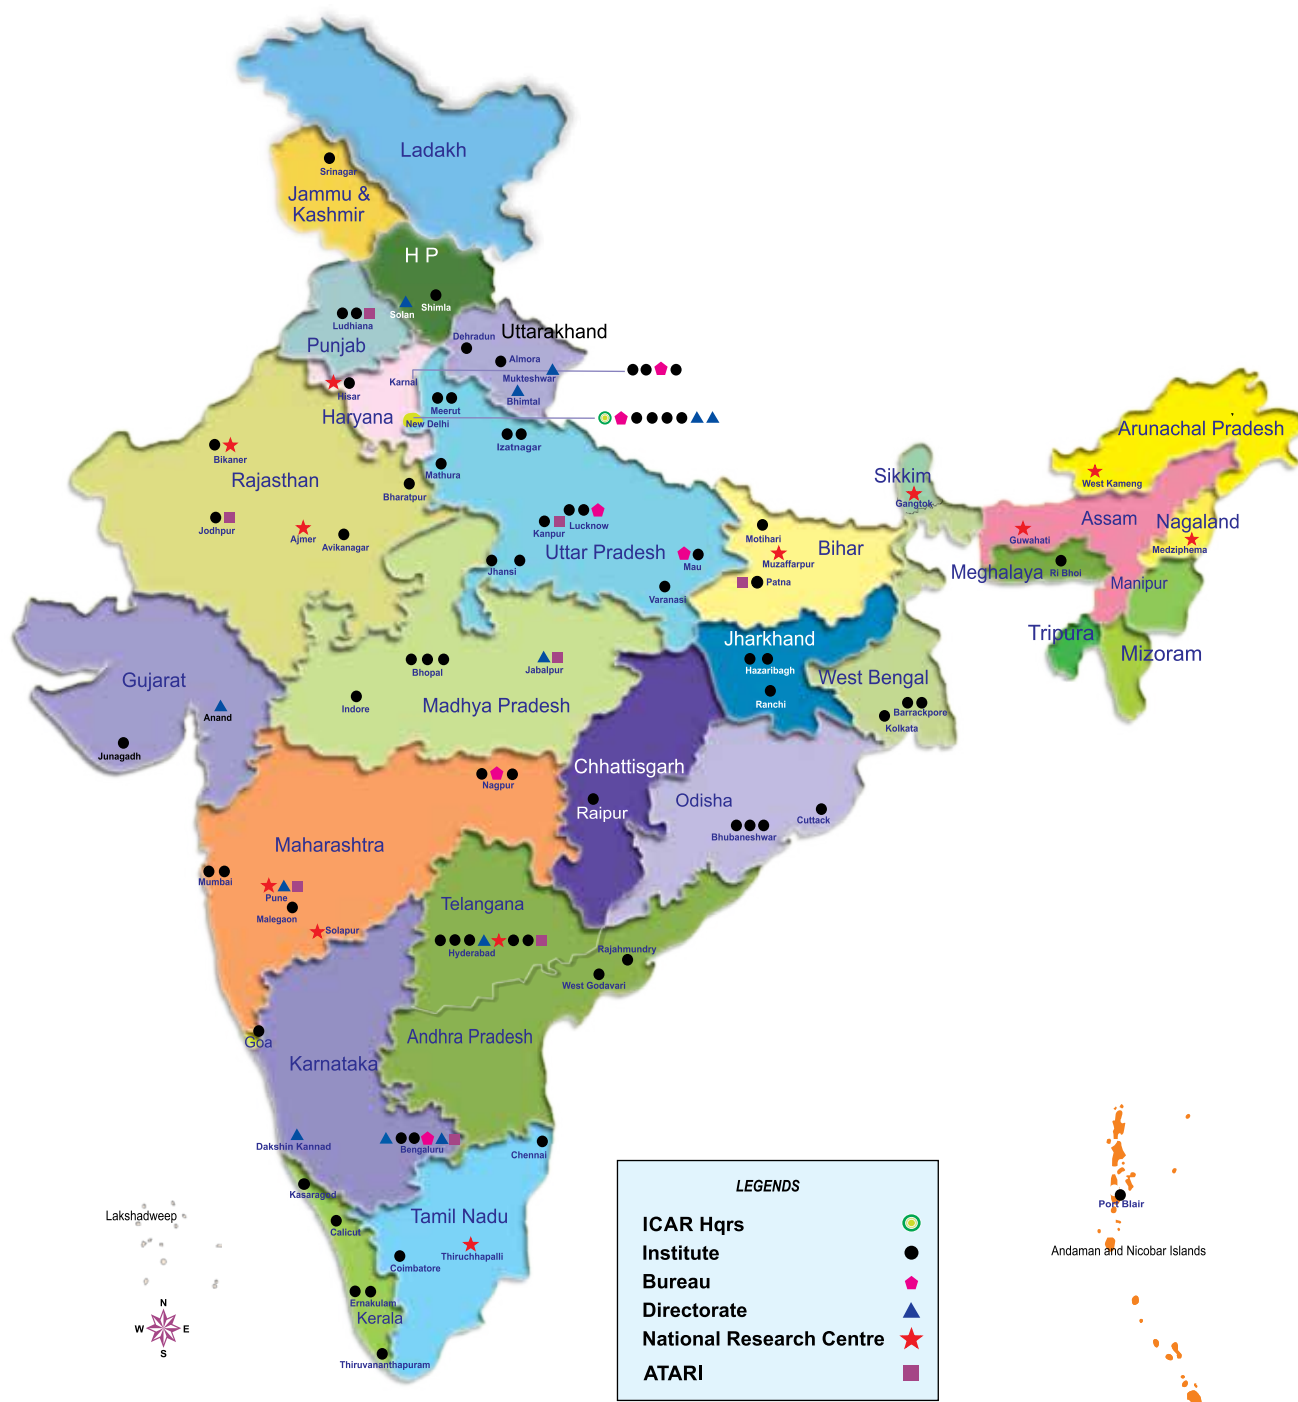 Ladakh
Srinagar
Jammu &
Kashmir
H P
Shimla
Solan
Ludhiana
Punjab
Uttarakhand
Dehradun
Almora
Mukteshwar
Bhimtal
Karnal
Hisar
Haryana
New Delhi
Meerut
Izatnagar
Mathura
Bikaner
Rajasthan
Bharatpur
Jodhpur
Ajmer
Avikanagar
Lucknow
Kanpur
Uttar Pradesh
Mau
Jhansi
Varanasi
Motihari
Bihar
Muzaffarpur
Patna
Sikkim
Gangtok
Arunachal Pradesh
West Kameng
Assam
Nagaland
Guwahati
Medziphema
Meghalaya
Ri Bhoi
Manipur
Tripura
Mizoram
Jharkhand
Hazaribagh
Ranchi
West Bengal
Barrackpore
Kolkata
Gujarat
Anand
Junagadh
Bhopal
Jabalpur
Indore
Madhya Pradesh
Nagpur
Chhattisgarh
Raipur
Odisha
Cuttack
Bhubaneshwar
Maharashtra
Mumbai
Pune
Malegaon
Solapur
Telangana
Hyderabad
Rajahmundry
West Godavari
Goa
Andhra Pradesh
Karnataka
Dakshin Kannad
Bengaluru
Chennai
Kasaragod
Calicut
Tamil Nadu
Thiruchhapalli
Coimbatore
Ernakulam
Kerala
Thiruvananthapuram
Lakshadweep
N
W
E
S
Port Blair
Andaman and Nicobar Islands
LEGENDS
ICAR Hqrs
Institute
Bureau
Directorate
National Research Centre
ATARI